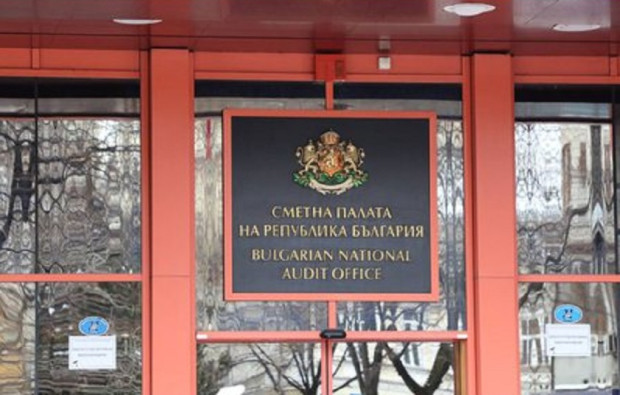 СМЕТНА ПАЛАТА
НА РЕПУБЛИКА БЪЛГАРИЯ
BULGARIAN NATIONAL
AUDIT OFFICE